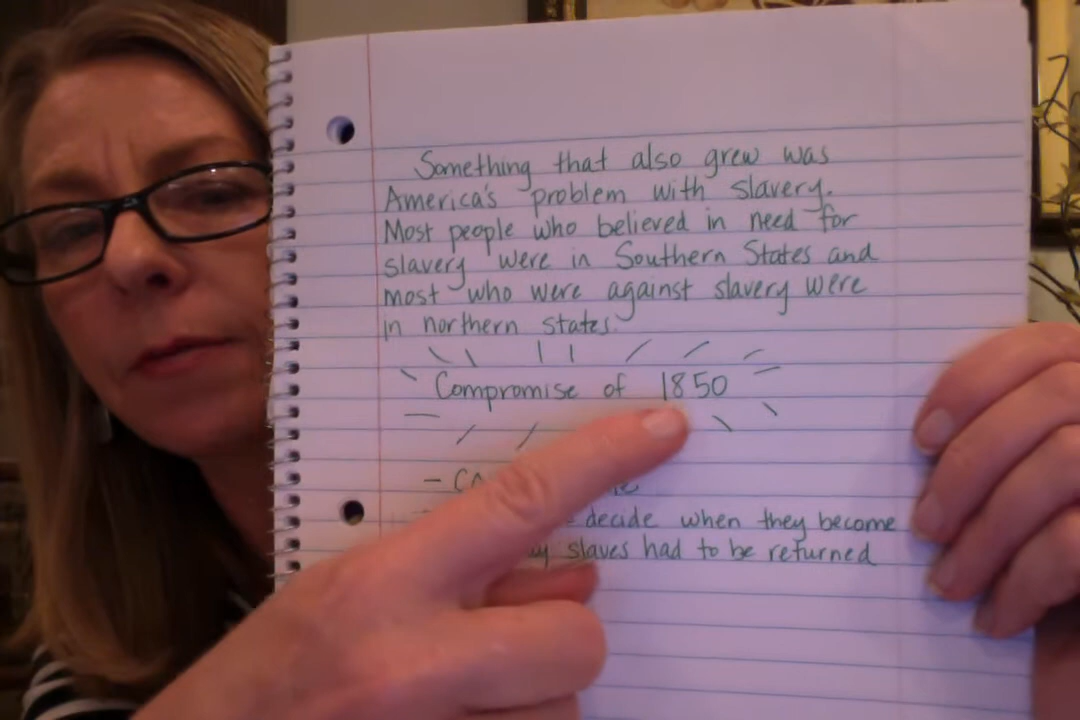 Something that also grew was
America's problem with slavery.
Most people who believed in need for
slavery were in Southern States and
most who were against slavery were
in northern states.
Compromise of 1850
-
decide when they become
slaves had to be returned